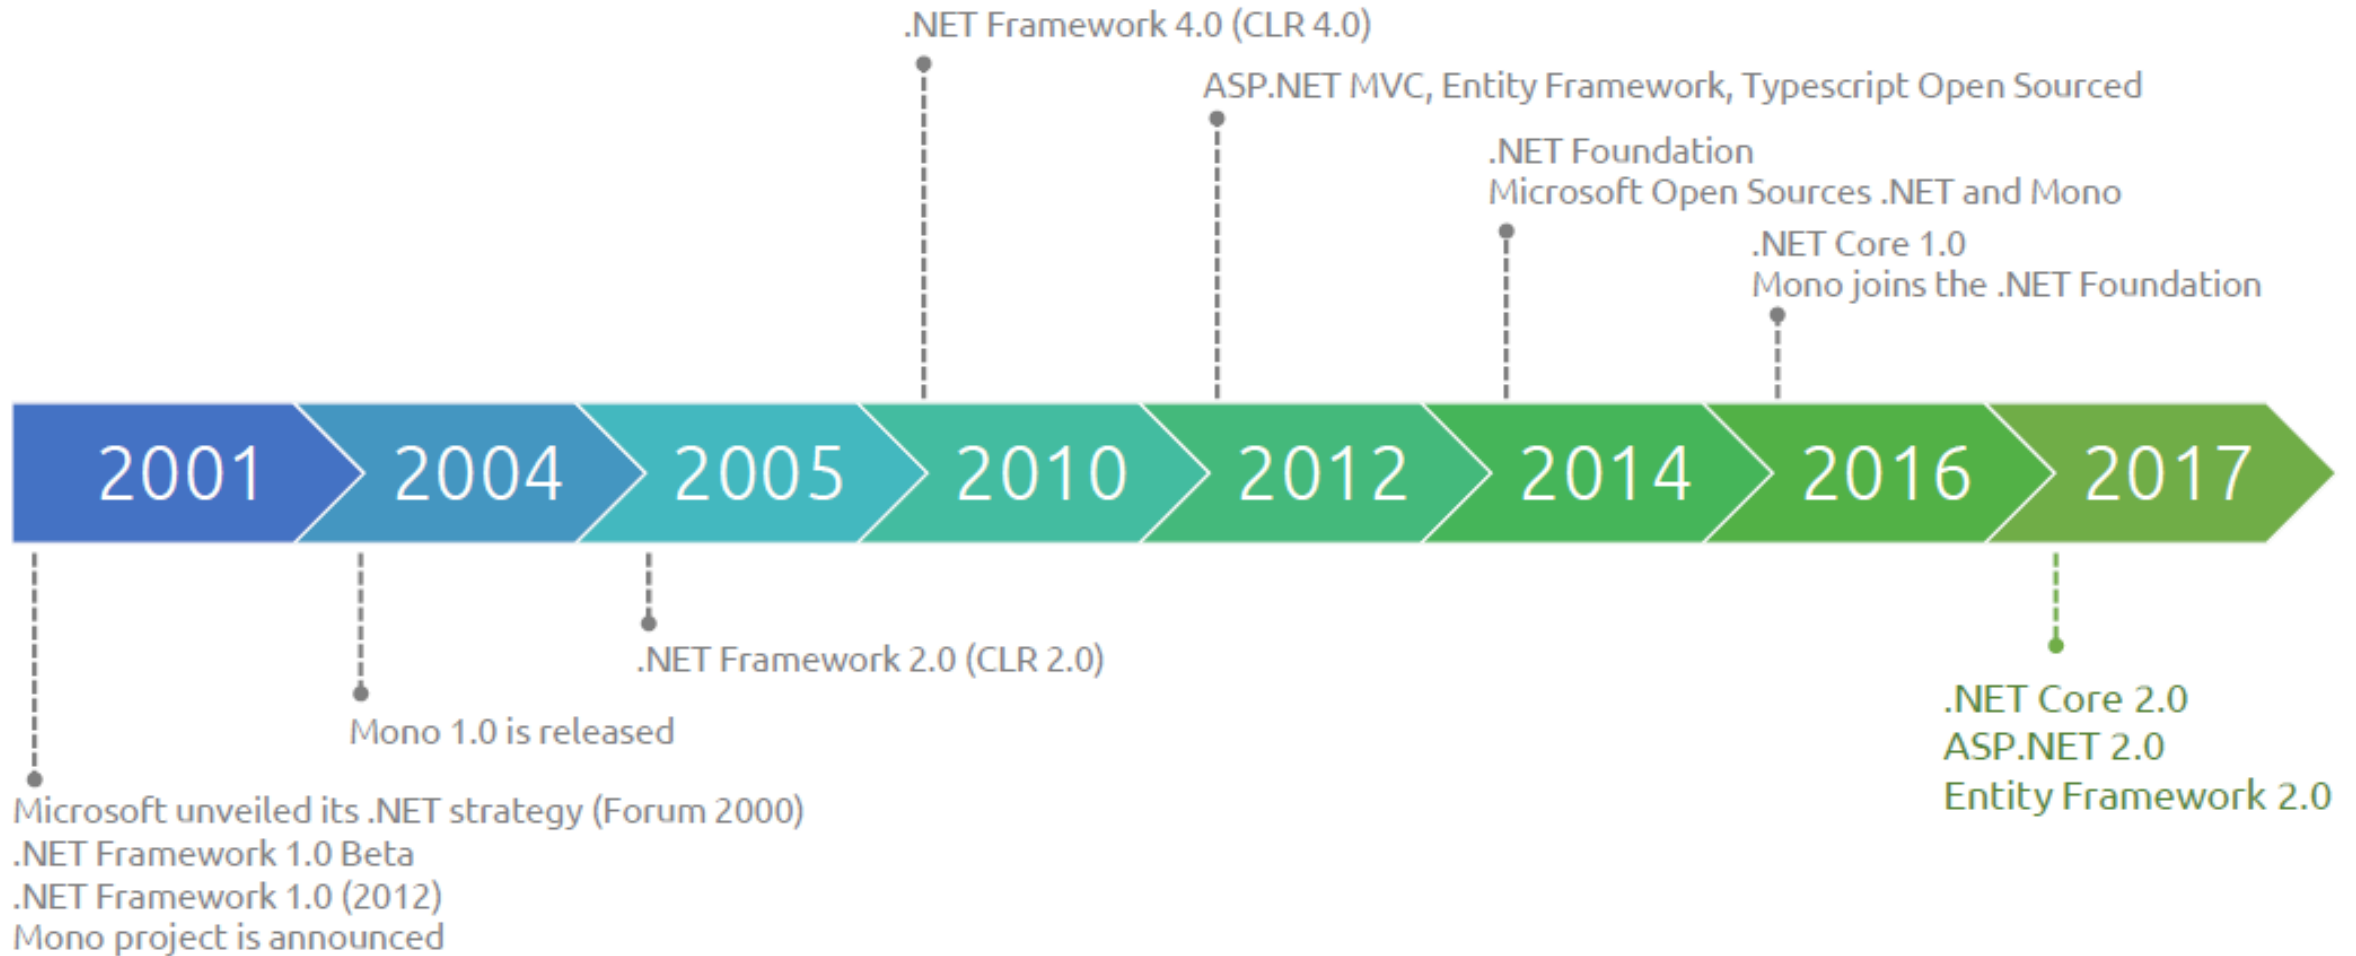 .NET Framework 4.0 (CLR 4.0)
ASP.NET MVC, Entity Framework, Typescript Open Sourced
.NET Foundation
Microsoft Open Sources .NET and Mono
.NET Core 1.0
Mono joins the .NET Foundation
2001 2004 2005 2010 2012 2014 2016 2017
.NET Framework 2.0 (CLR 2.0)
Mono 1.0 is released
Microsoft unveiled its .NET strategy (Forum 2000)
.NET Framework 1.0 Beta
.NET Framework 1.0 (2012)
Mono project is announced
.NET Core 2.0
ASP.NET 2.0
Entity Framework 2.0